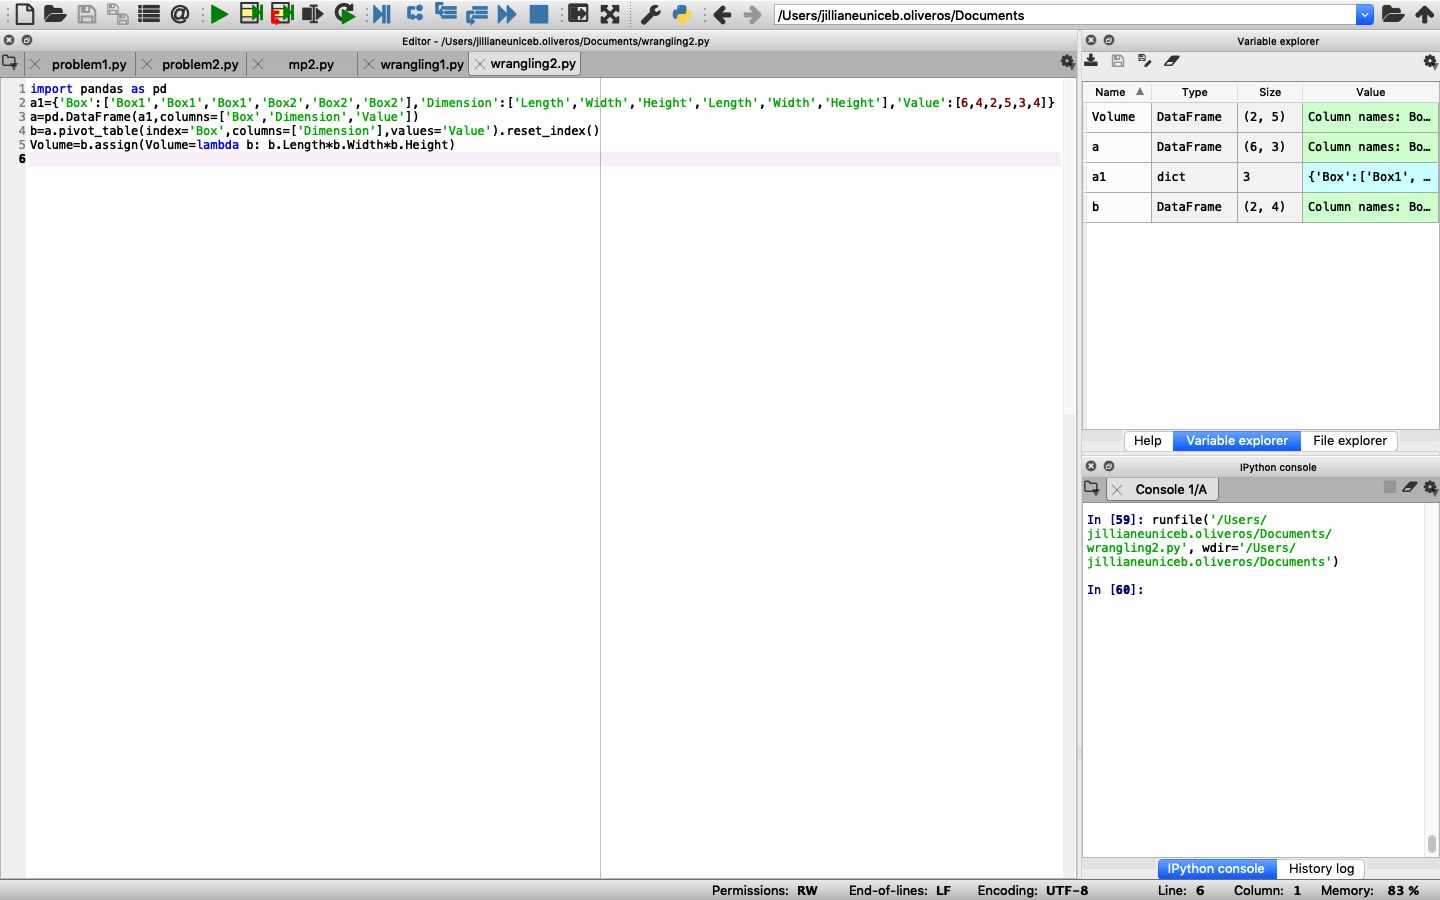 /Users/jillianeuniceb.oliveros/Documents
Editor - /Users/jillianeuniceb.oliveros/Documents/wrangling2.py
problem1.py
problem2.py
mp2.py
wrangling1.py
wrangling2.py
1 import pandas as pd
2 a1={'Box':['Box1','Box1','Box1','Box2','Box2','Box2'],'Dimension':['Length','Width','Height','Length','Width','Height'],'Value':[6,4,2,5,3,4]}
3 a=pd.DataFrame(a1,columns=['Box','Dimension','Value'])
4 b=a.pivot_table(index='Box',columns=['Dimension'],values='Value').reset_index()
5 Volume=b.assign(Volume=lambda b: b.Length*b.Width*b.Height)
6
Variable explorer
Name Type Size Value
Volume DataFrame (2, 5) Column names: Bo…
a DataFrame (6, 3) Column names: Bo…
a1 dict 3 {'Box':['Box1', …
b DataFrame (2, 4) Column names: Bo…
Help Variable explorer File explorer
IPython console
Console 1/A
In [59]: runfile('/Users/
jillianeuniceb.oliveros/Documents/
wrangling2.py', wdir='/Users/
jillianeuniceb.oliveros/Documents')
In [60]:
IPython console History log
Permissions: RW End-of-lines: LF Encoding: UTF-8 Line: 6 Column: 1 Memory: 83 %